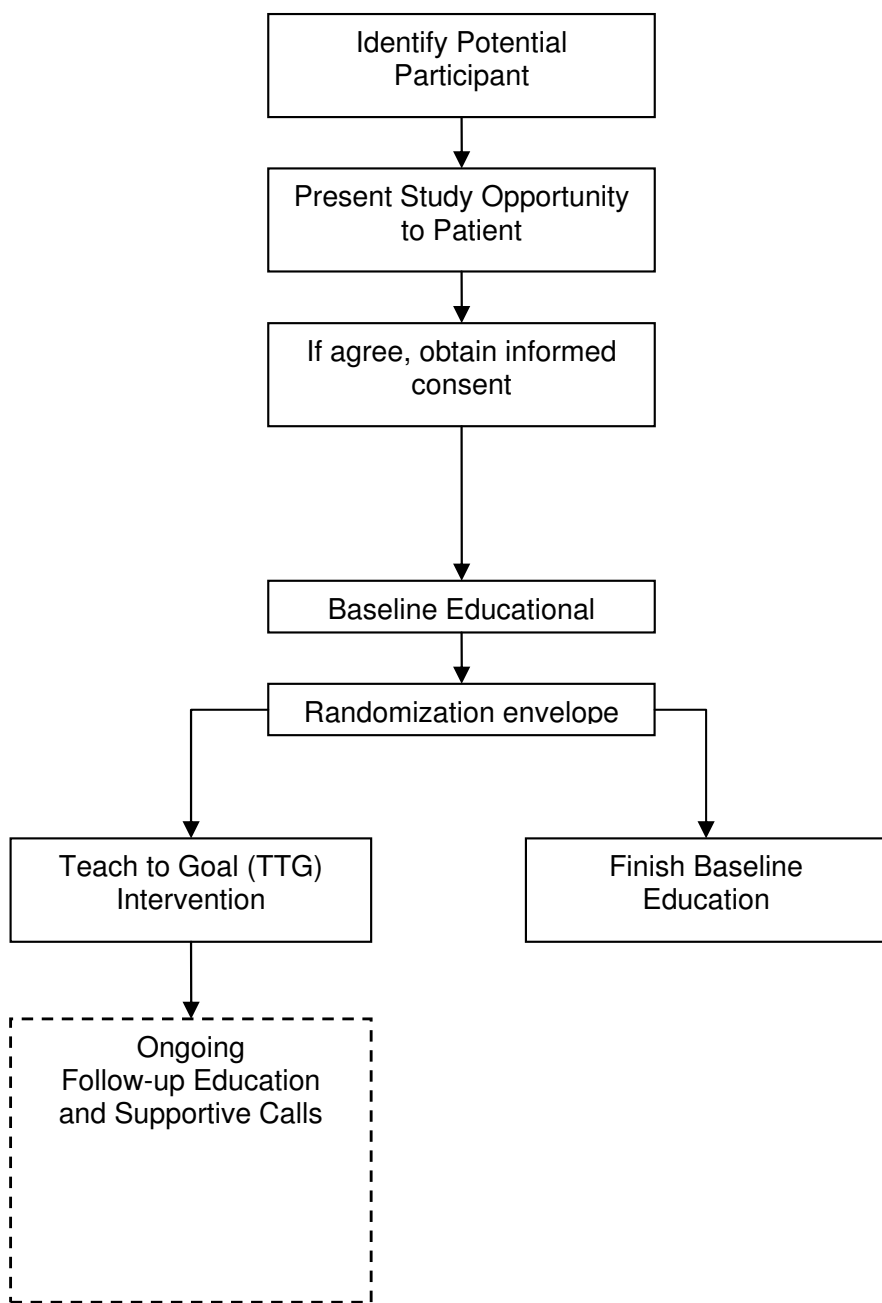 Identify Potential
Participant
Present Study Opportunity
to Patient
If agree, obtain informed
consent
Baseline Educational
Randomization envelope
Teach to Goal (TTG)
Intervention
Finish Baseline
Education
Ongoing
Follow-up Education
and Supportive Calls